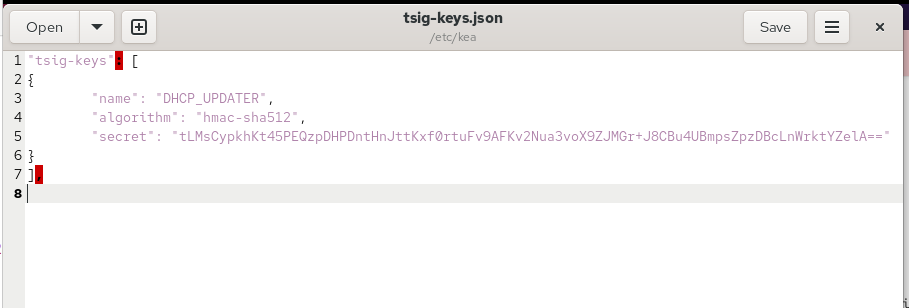 Open
tsig-keys.json
/etc/kea
Save
1 "tsig-keys": [
2 {
3 "name": "DHCP_UPDATER",
4 "algorithm": "hmac-sha512",
5 "secret": "tLMsCypkhKt45PEQzpDHPDntHnJttKxf0rtuFv9AFKv2Nua3voX9ZJMGr+J8CBu4UBmpsZpzDBcLnWrktYZelA=="
6 }
7 ],
8